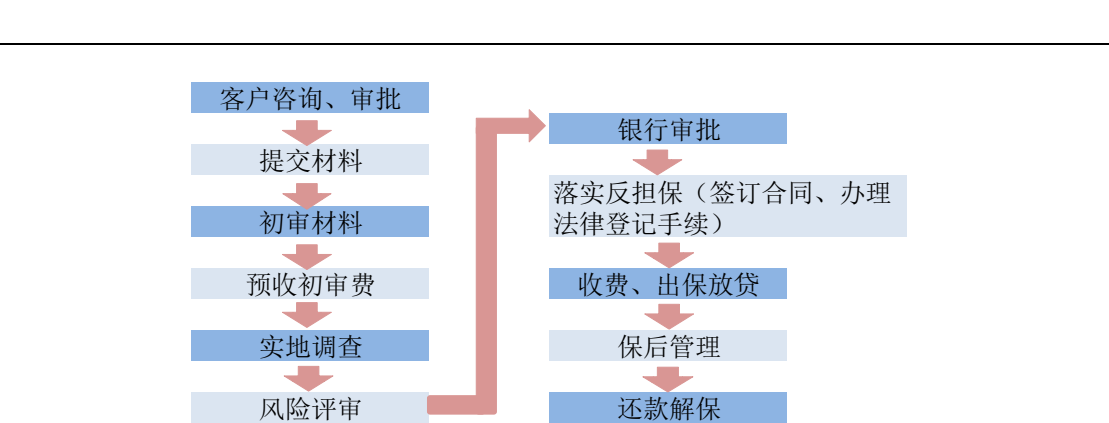 客户咨询、审批
提交材料
初审材料
预收初审费
实地调查
风险评审
银行审批
落实反担保（签订合同、办理
法律登记手续）
收费、出保放贷
保后管理
还款解保